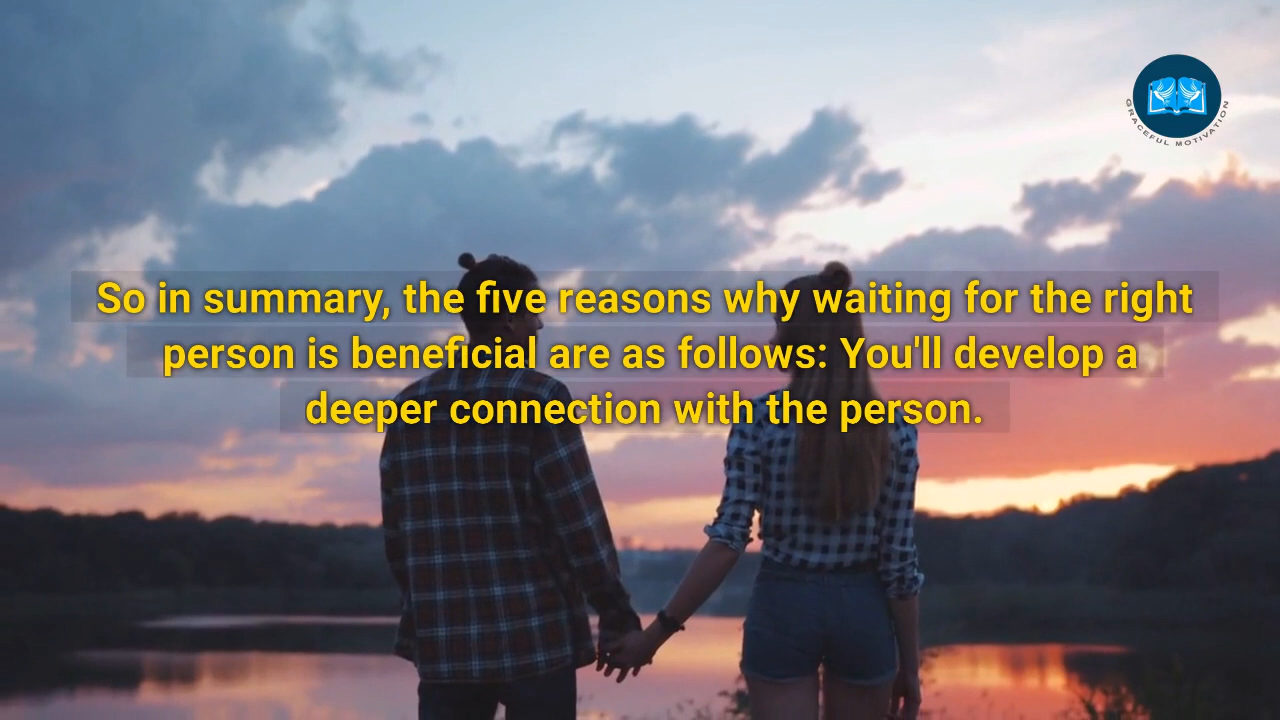 GRACEFUL MOTIVATION
So in summary, the five reasons why waiting for the right
person is beneficial are as follows: You'll develop a
deeper connection with the person.